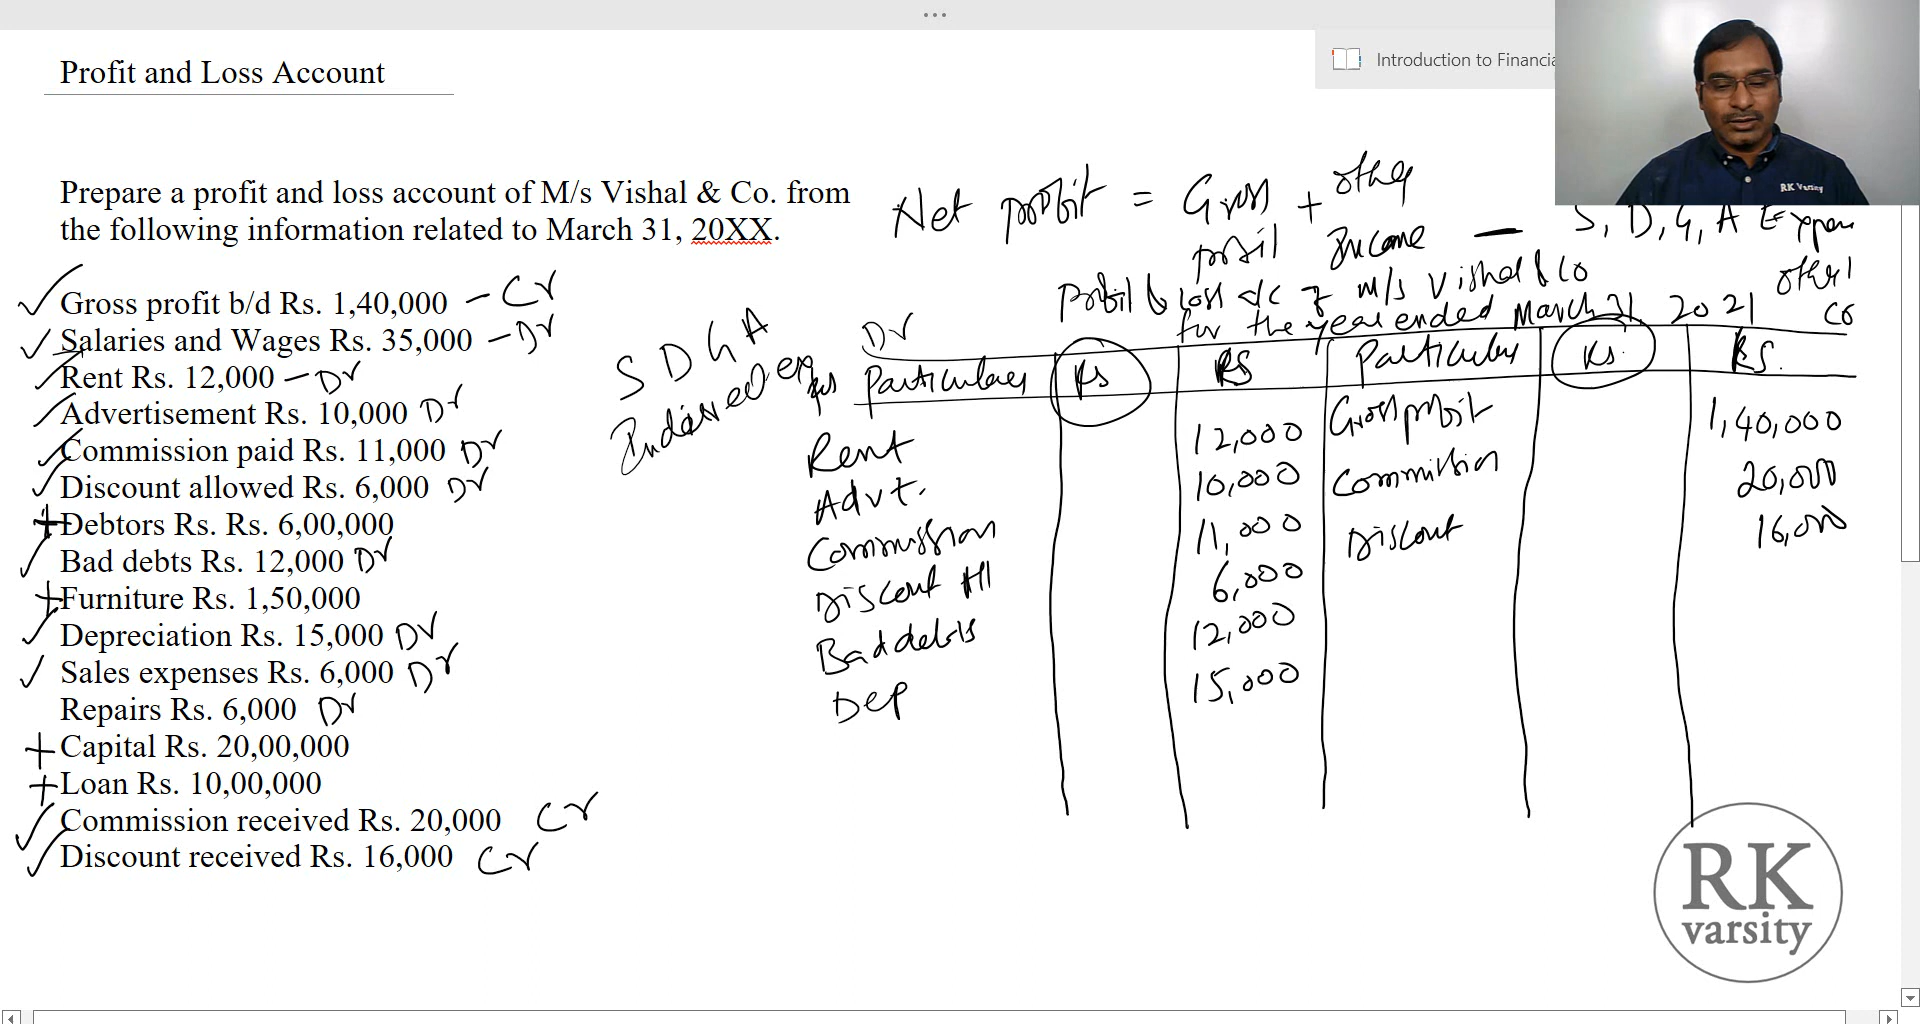 Profit and Loss Account
Introduction to Financia
RK Varsity
Prepare a profit and loss account of M/s Vishal & Co. from
the following information related to March 31, 20XX.
Gross profit b/d Rs. 1,40,000 – Cr
Salaries and Wages Rs. 35,000 – Dr
Rent Rs. 12,000 – Dr
Advertisement Rs. 10,000 Dr
Commission paid Rs. 11,000 Dr
Discount allowed Rs. 6,000 Dr
Debtors Rs. Rs. 6,00,000
Bad debts Rs. 12,000 Dr
Furniture Rs. 1,50,000
Depreciation Rs. 15,000 Dr
Sales expenses Rs. 6,000 Dr
Repairs Rs. 6,000 Dr
Capital Rs. 20,00,000
Loan Rs. 10,00,000
Commission received Rs. 20,000 Cr
Discount received Rs. 16,000 Cr
S D G A
Net profit = Gross profit + other Income – S, D, G, A Expen
other
Profit & Loss a/c of M/s Vishal & Co
for the year ended March 31, 2021
Dr
Particulars Rs Rs Particulars Rs. RS.
Rent 12,000 Gross profit 1,40,000
Advt. 10,000 Commission 20,000
Commission 11,000 Discount 16,000
Discount All 6,000
Bad debts 12,000
Dep 15,000
RK
varsity